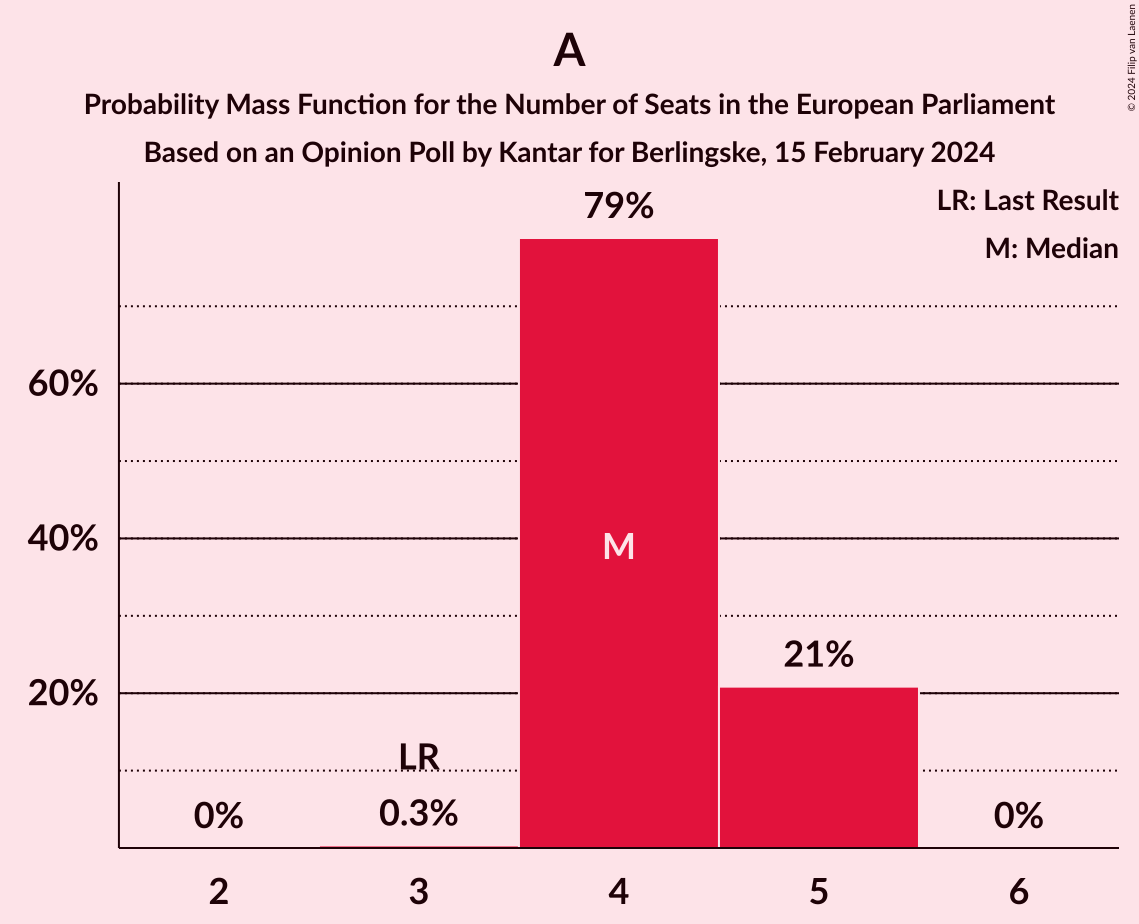 © 2024 Filip van Laenen
A
Probability Mass Function for the Number of Seats in the European Parliament
Based on an Opinion Poll by Kantar for Berlingske, 15 February 2024
LR: Last Result
M: Median
79%
60%
40%
M
21%
20%
LR
0%
0.3%
0%
2
3
4
5
6